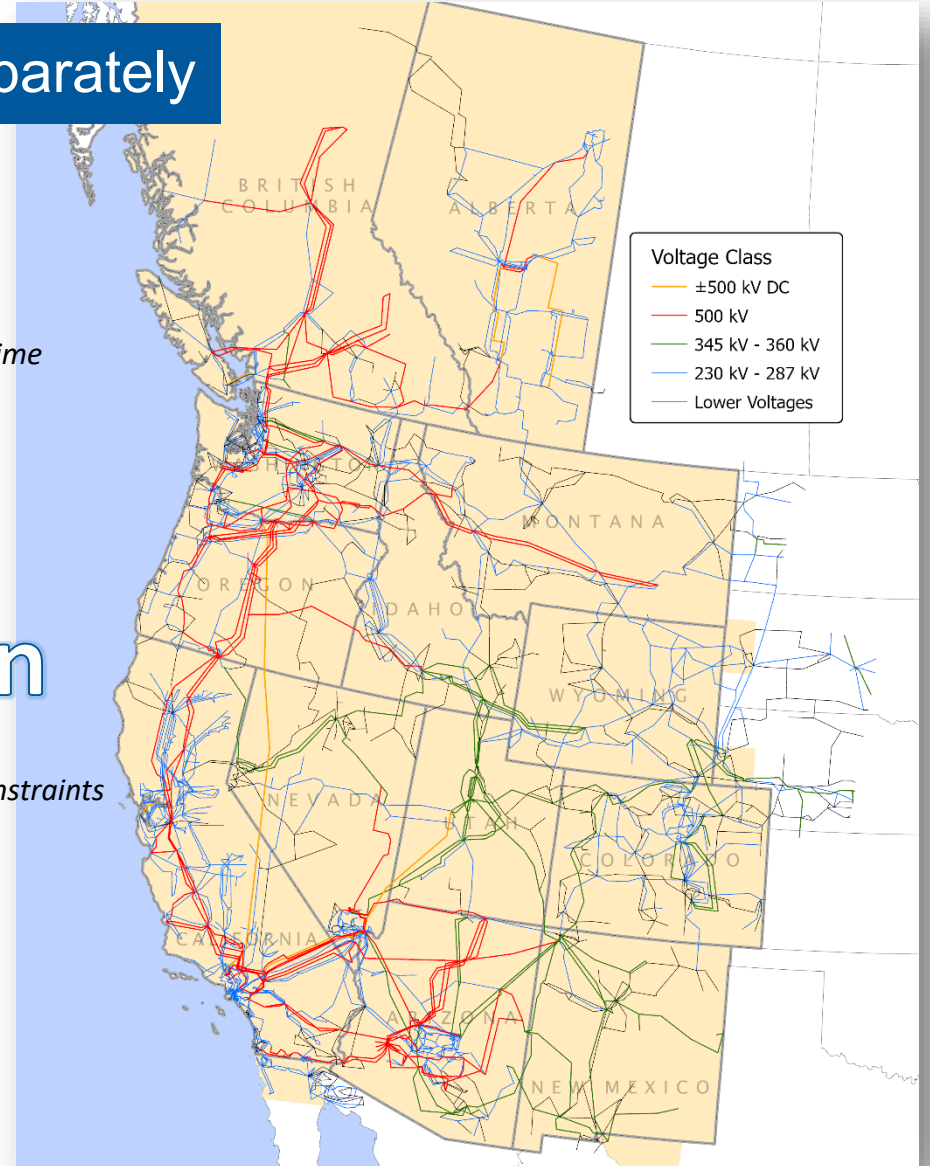 parately
BRITISH
COLUMBIA
ALBERTA
Voltage Class
±500 kV DC
500 kV
345 kV - 360 kV
230 kV - 287 kV
Lower Voltages
ime
WASHINGTON
MONTANA
OREGON
IDAHO
n
WYOMING
nstraints
NEVADA
UTAH
COLORADO
CALIFORNIA
ARIZONA
NEW MEXICO